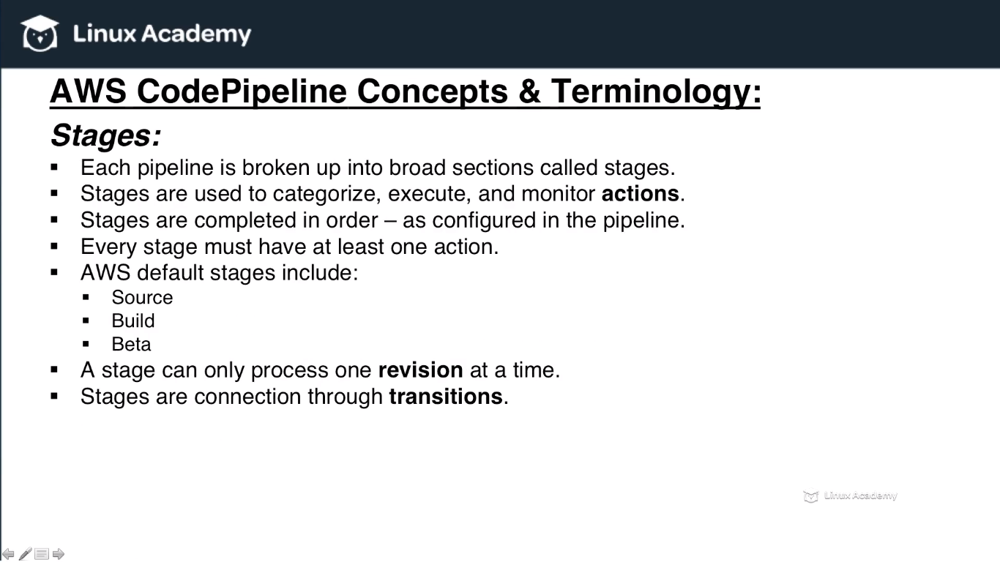 Linux Academy
AWS CodePipeline Concepts & Terminology:
Stages:
▪ Each pipeline is broken up into broad sections called stages.
▪ Stages are used to categorize, execute, and monitor actions.
▪ Stages are completed in order – as configured in the pipeline.
▪ Every stage must have at least one action.
▪ AWS default stages include:
▪ Source
▪ Build
▪ Beta
▪ A stage can only process one revision at a time.
▪ Stages are connection through transitions.
Linux Academy